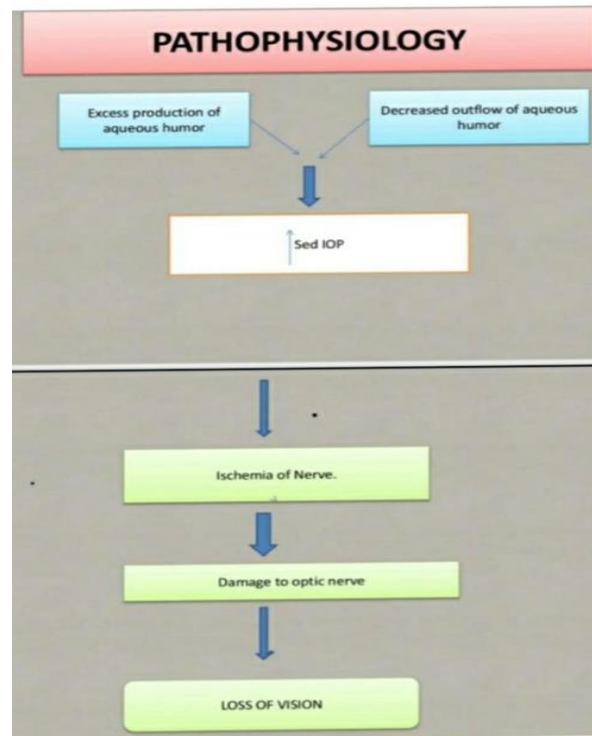 PATHOPHYSIOLOGY
Excess production of
aqueous humor
Decreased outflow of aqueous
humor
↑ Sed IOP
Ischemia of Nerve.
Damage to optic nerve
LOSS OF VISION